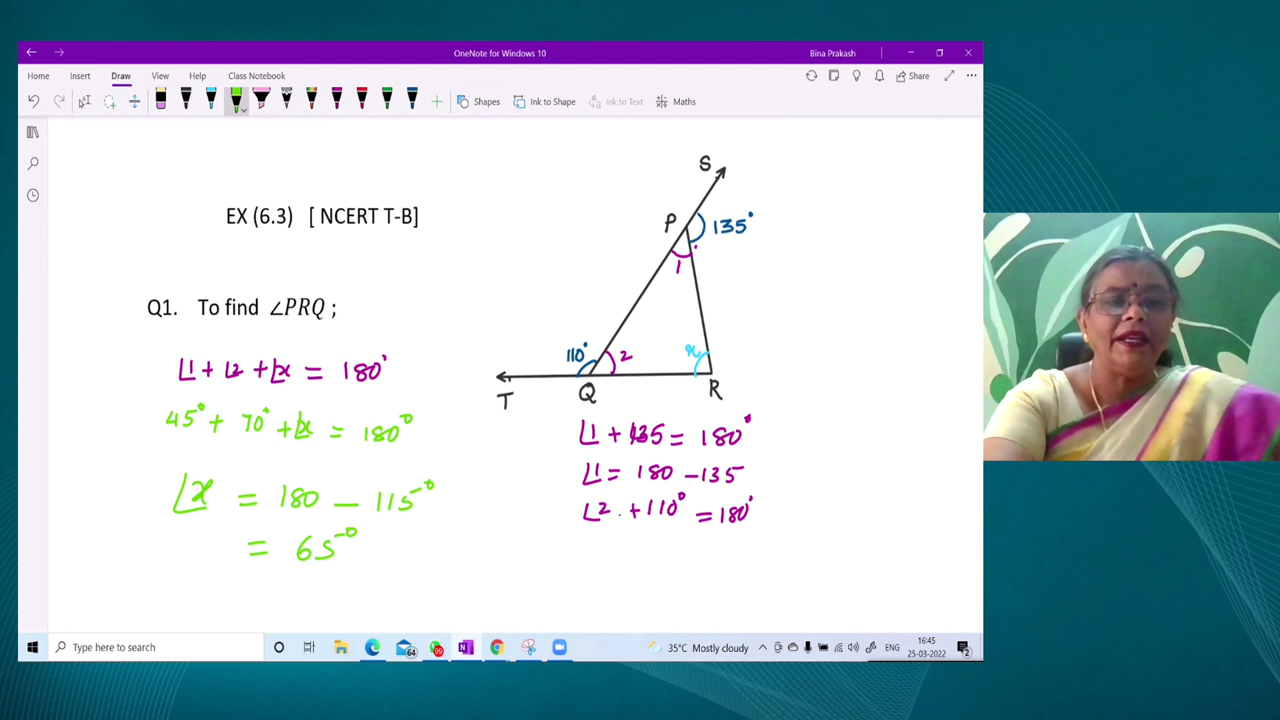 OneNote for Windows 10
Bina Prakash
Home Insert Draw View Help Class Notebook
Share
Shapes Ink to Shape Ink to Text Maths
EX (6.3) [ NCERT T-B]
Q1. To find ∠PRQ ;
∠1 + ∠2 + ∠x = 180°
45° + 70° + ∠x = 180°
∠x = 180 – 115°
= 65°
S
P
135°
1
110°
2
x
T
Q
R
∠1 + 135 = 180°
∠1 = 180 – 135
∠2 + 110° = 180°
Type here to search
64
99
35°C Mostly cloudy
ENG
16:45
25-03-2022
2